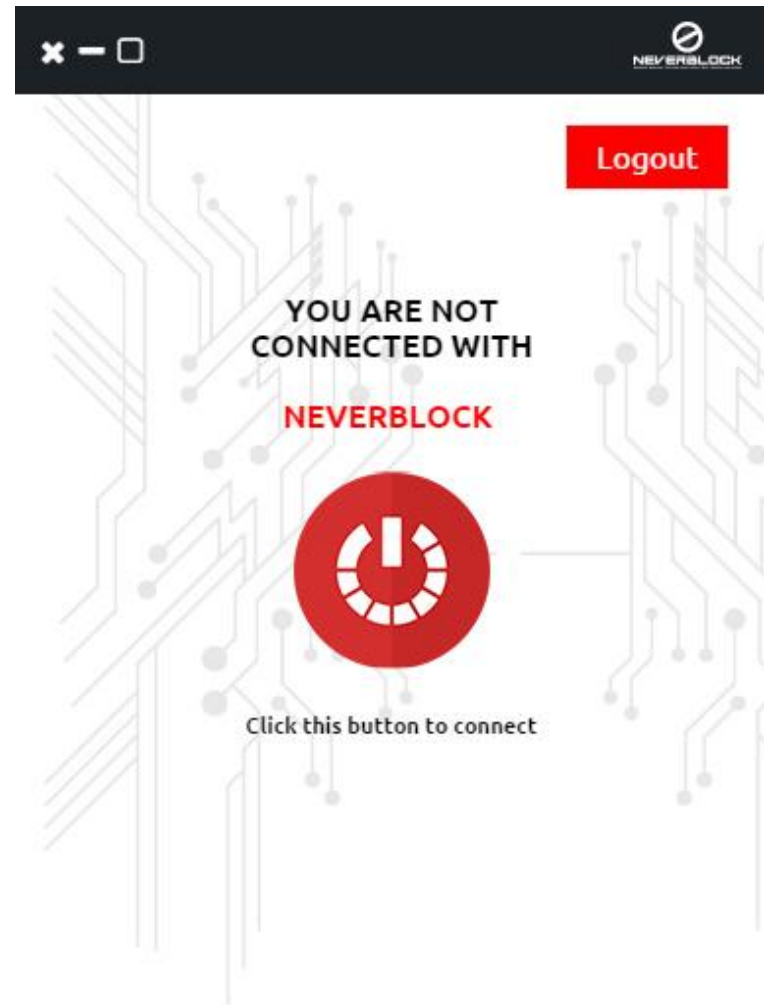 NEVERBLOCK
Logout
YOU ARE NOT
CONNECTED WITH
NEVERBLOCK
Click this button to connect